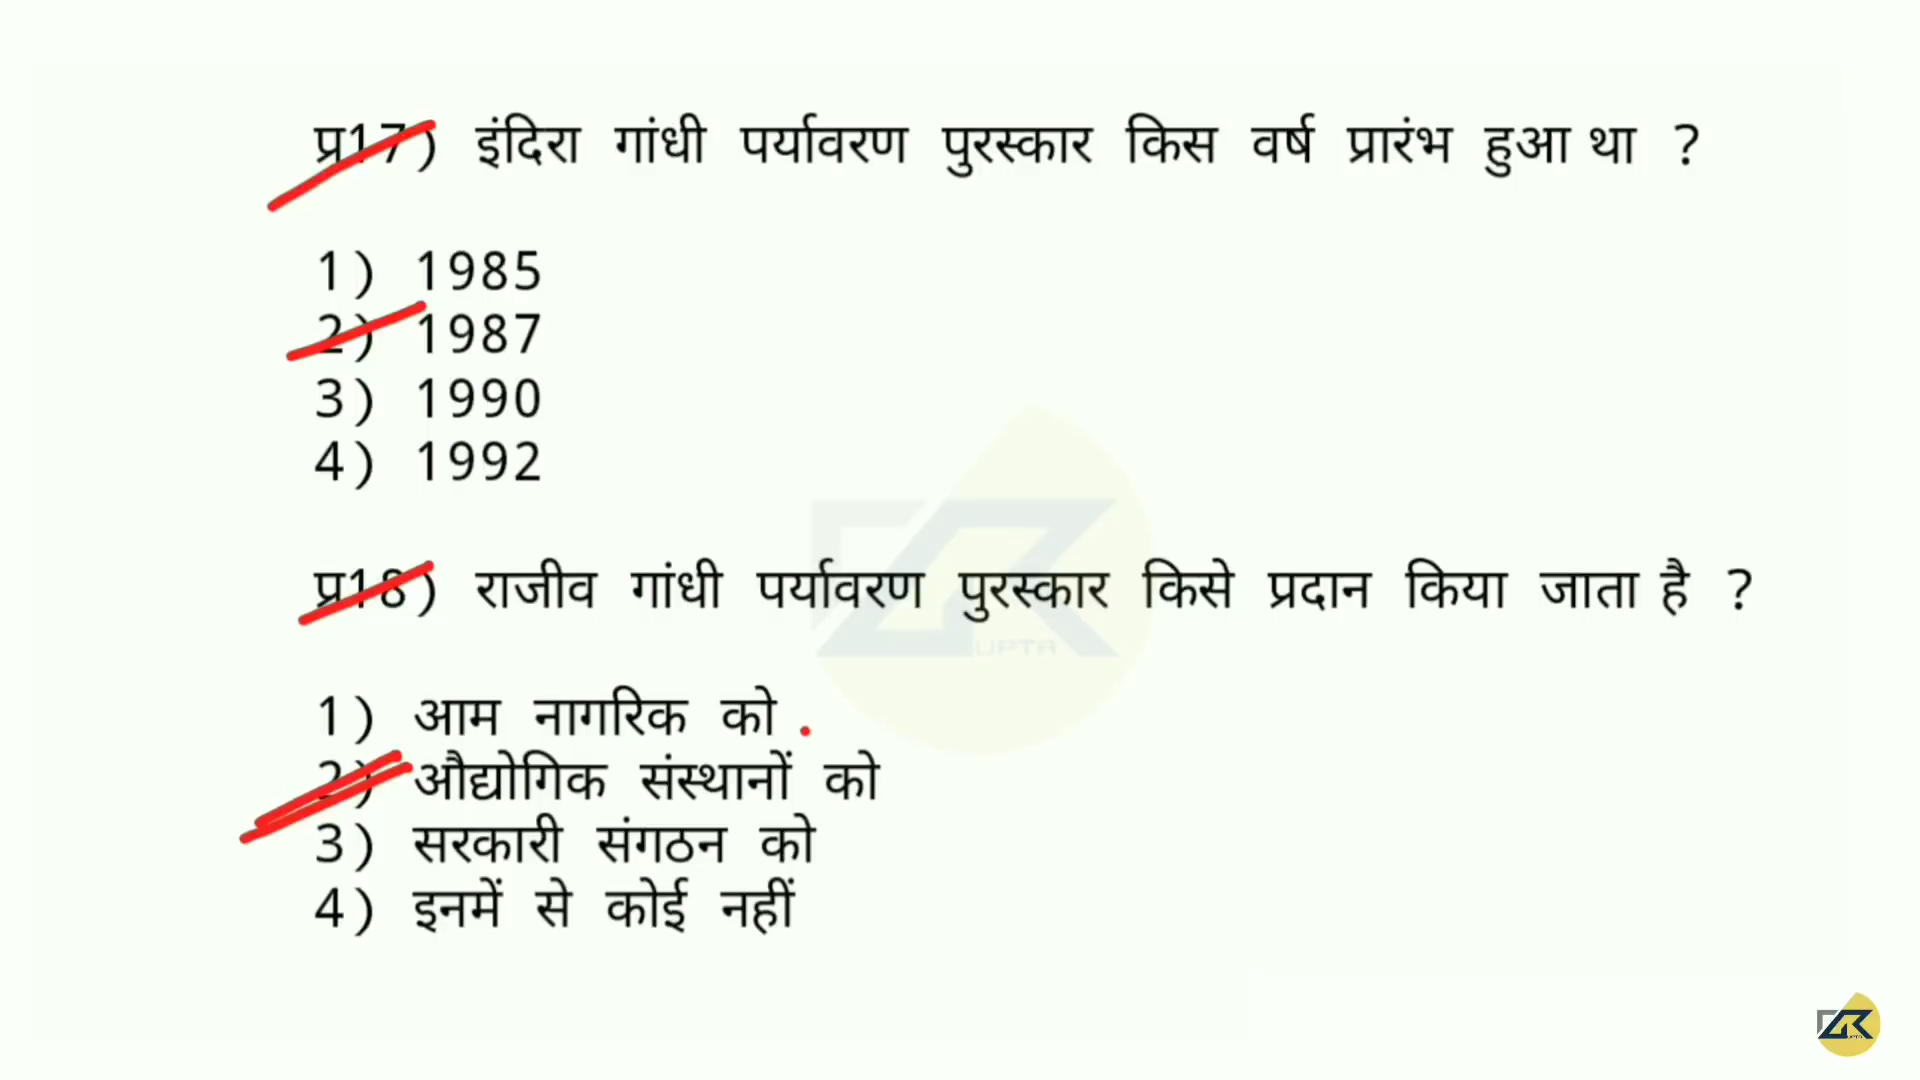 प्र17) इंदिरा गांधी पर्यावरण पुरस्कार किस वर्ष प्रारंभ हुआ था ?
1) 1985
2) 1987
3) 1990
4) 1992
प्र18) राजीव गांधी पर्यावरण पुरस्कार किसे प्रदान किया जाता है ?
1) आम नागरिक को
2) औद्योगिक संस्थानों को
3) सरकारी संगठन को
4) इनमें से कोई नहीं